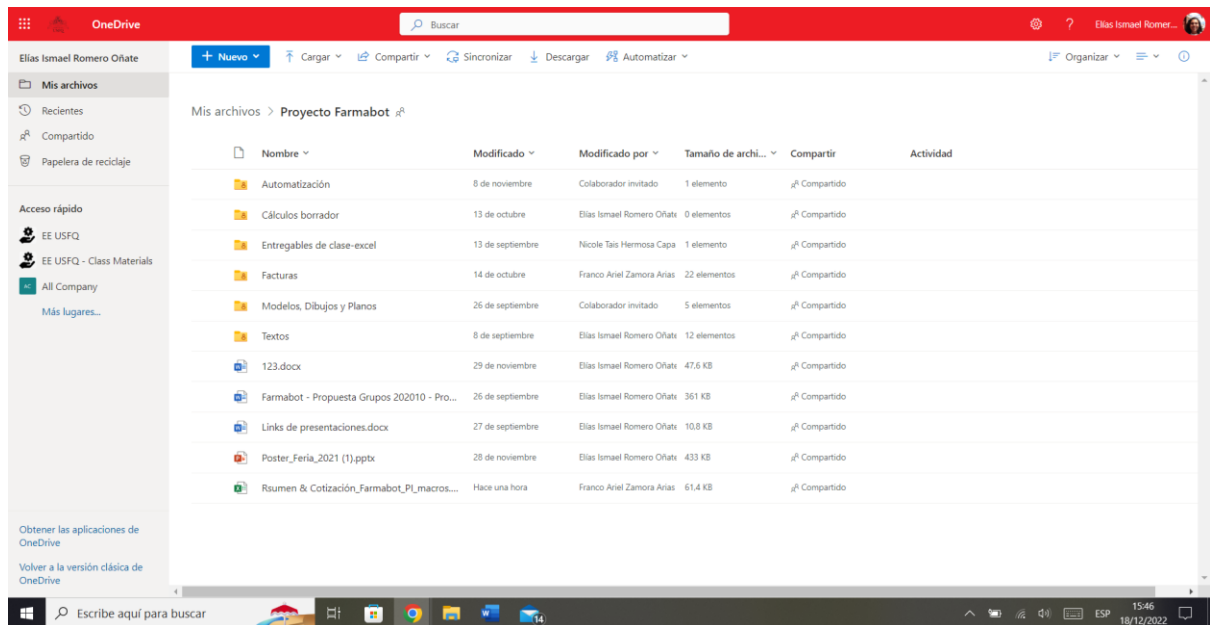 OneDrive
Buscar
Elías Ismael Romer...
Elías Ismael Romero Oñate
Nuevo
Cargar
Compartir
Sincronizar
Descargar
Automatizar
Organizar
Mis archivos
Recientes
Compartido
Papelera de reciclaje
Acceso rápido
EE USFQ
EE USFQ - Class Materials
AC All Company
Más lugares...
Obtener las aplicaciones de
OneDrive
Volver a la versión clásica de
OneDrive
Mis archivos > Proyecto Farmabot
Nombre Modificado Modificado por Tamaño de archi... Compartir Actividad
Automatización 8 de noviembre Colaborador invitado 1 elemento Compartido
Cálculos borrador 13 de octubre Elías Ismael Romero Oñate 0 elementos Compartido
Entregables de clase-excel 13 de septiembre Nicole Tais Hermosa Capa 1 elemento Compartido
Facturas 14 de octubre Franco Ariel Zamora Arias 22 elementos Compartido
Modelos, Dibujos y Planos 26 de septiembre Colaborador invitado 5 elementos Compartido
Textos 8 de septiembre Elías Ismael Romero Oñate 12 elementos Compartido
123.docx 29 de noviembre Elías Ismael Romero Oñate 47,6 KB Compartido
Farmabot - Propuesta Grupos 202010 - Pro... 26 de septiembre Elías Ismael Romero Oñate 361 KB Compartido
Links de presentaciones.docx 27 de septiembre Elías Ismael Romero Oñate 10,8 KB Compartido
Poster_Feria_2021 (1).pptx 28 de noviembre Elías Ismael Romero Oñate 433 KB Compartido
Rsumen & Cotización_Farmabot_PI_macros.... Hace una hora Franco Ariel Zamora Arias 61,4 KB Compartido
Escribe aquí para buscar
14
ESP
15:46
18/12/2022